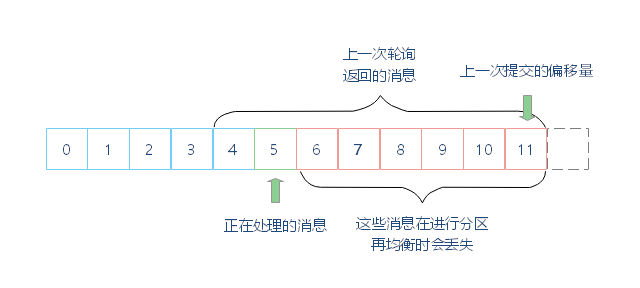 上一次轮询
返回的消息
上一次提交的偏移量
0 1 2 3 4 5 6 7 8 9 10 11
正在处理的消息
这些消息在进行分区
再均衡时会丢失